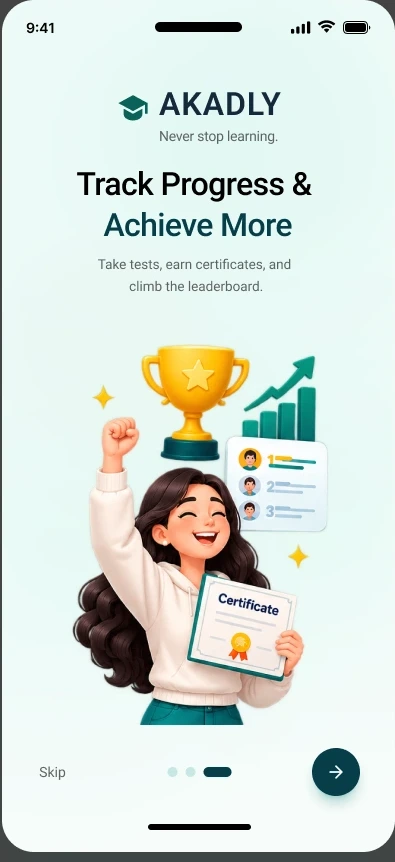 9:41
AKADLY
Never stop learning.
Track Progress &
Achieve More
Take tests, earn certificates, and
climb the leaderboard.
1
2
3
Certificate
Skip